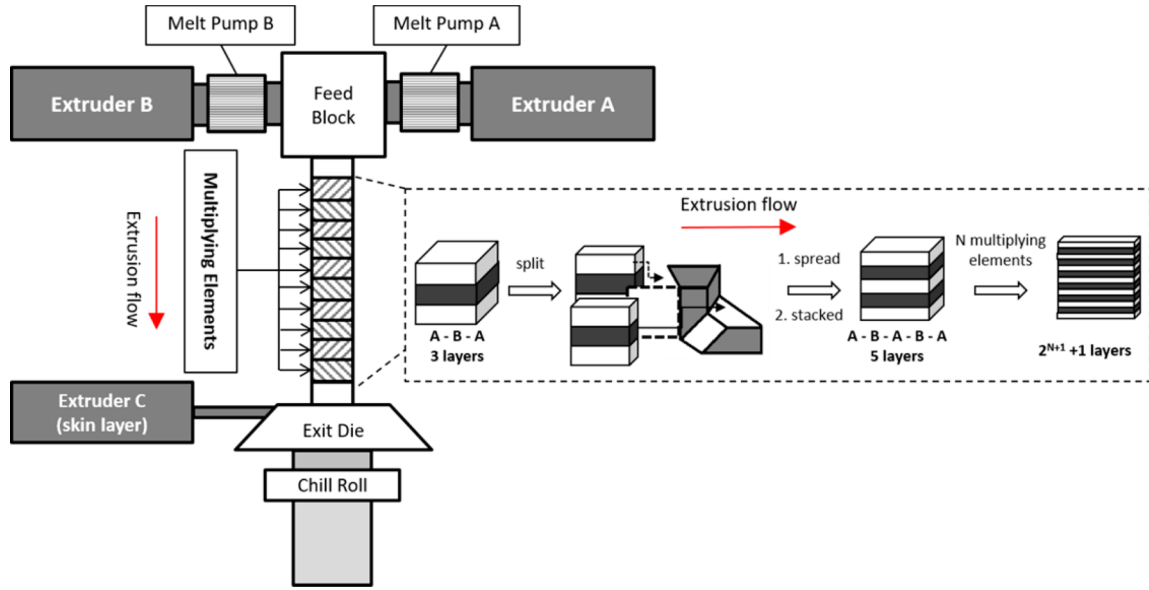 Melt Pump B
Melt Pump A
Extruder B
Feed
Block
Extruder A
Multiplying Elements
Extrusion flow
Extrusion flow
split
1. spread
2. stacked
N multiplying
elements
A - B - A
3 layers
A - B - A - B - A
5 layers
2ᴺ⁺¹ +1 layers
Extruder C
(skin layer)
Exit Die
Chill Roll